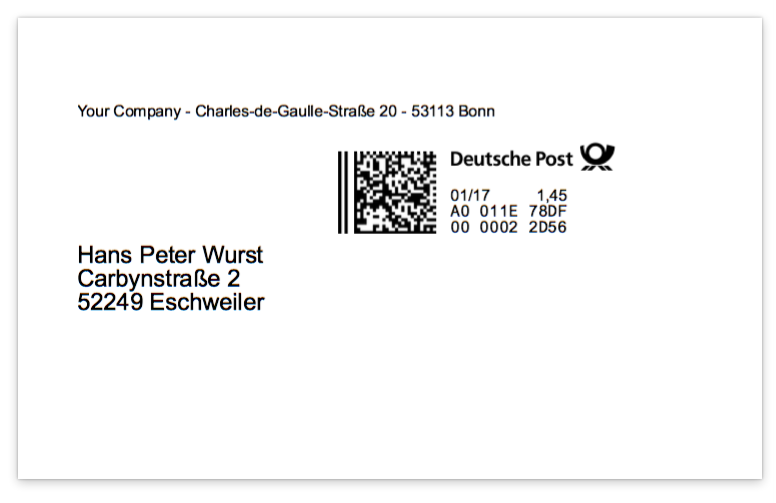 Your Company - Charles-de-Gaulle-Straße 20 - 53113 Bonn
Deutsche Post
01/17 1,45
A0 011E 78DF
00 0002 2D56
Hans Peter Wurst
Carbynstraße 2
52249 Eschweiler